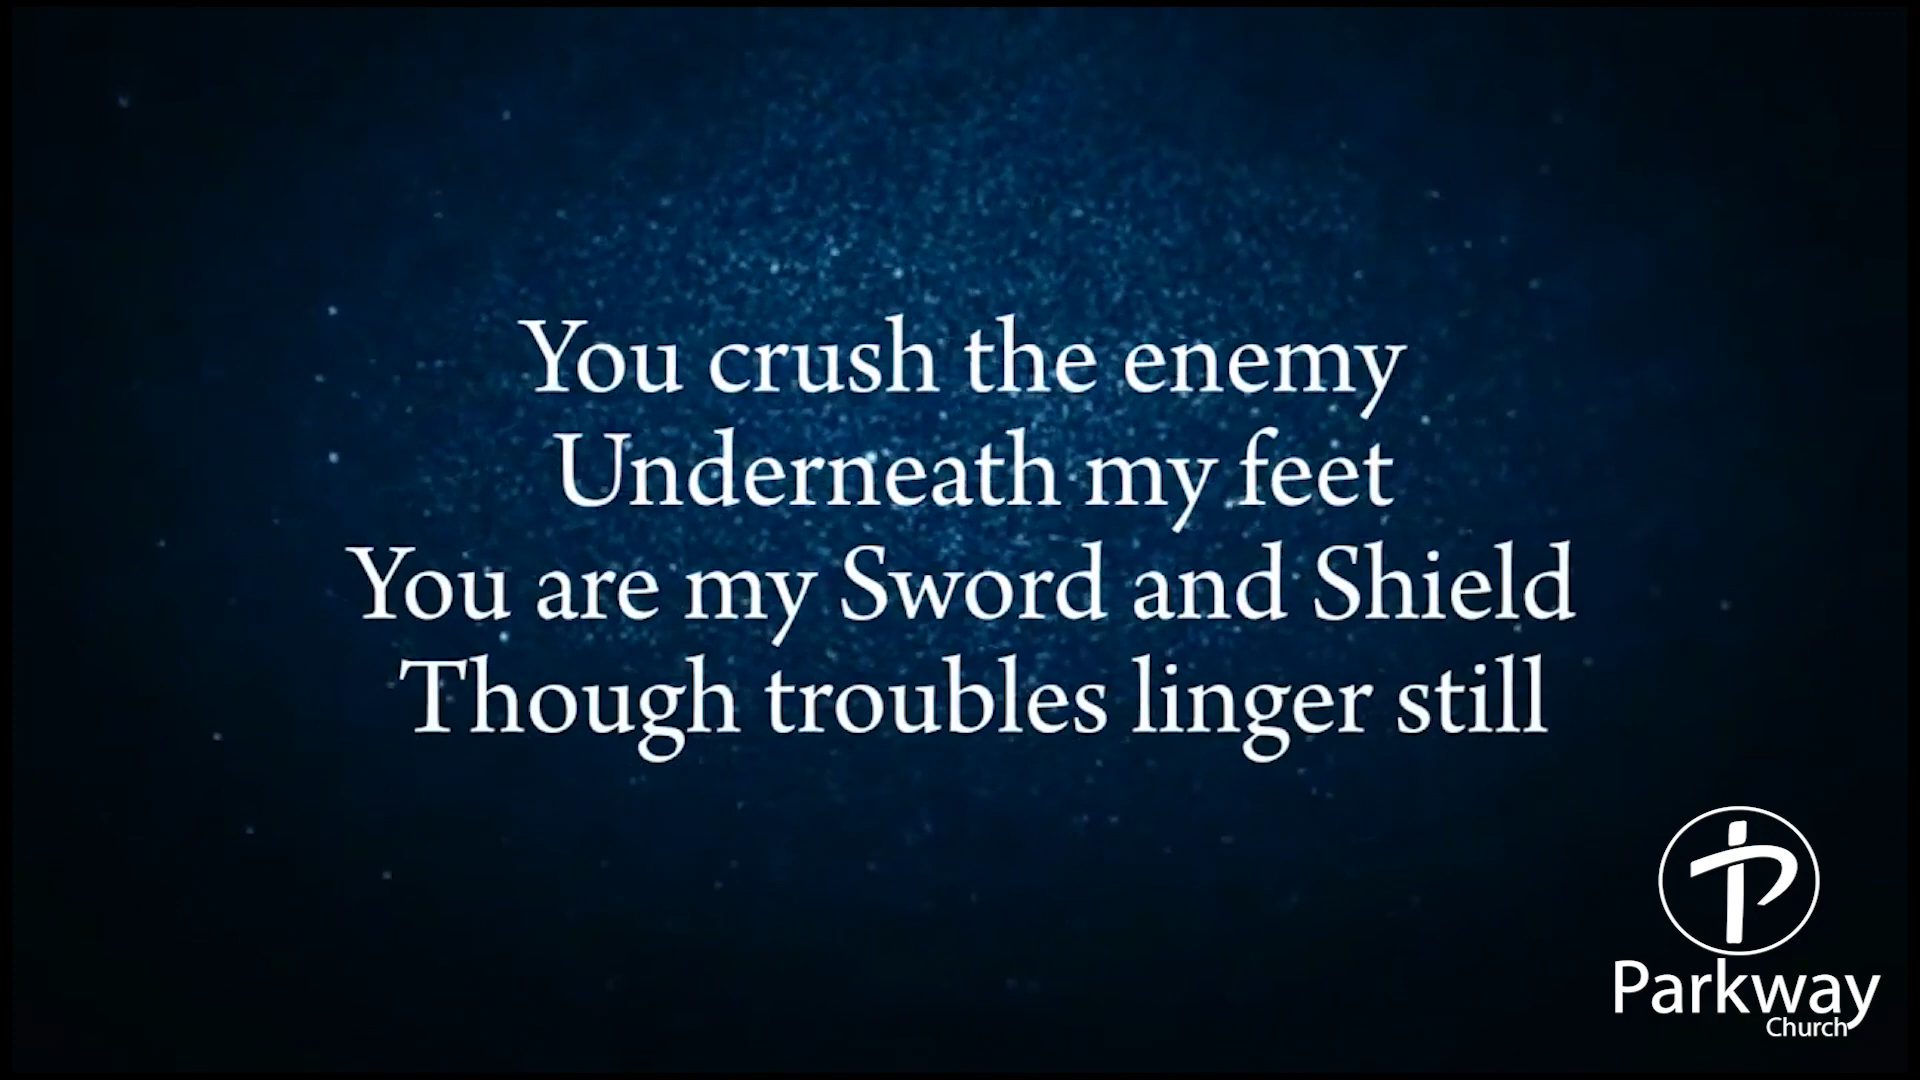 You crush the enemy
Underneath my feet
You are my Sword and Shield
Though troubles linger still
Parkway
Church